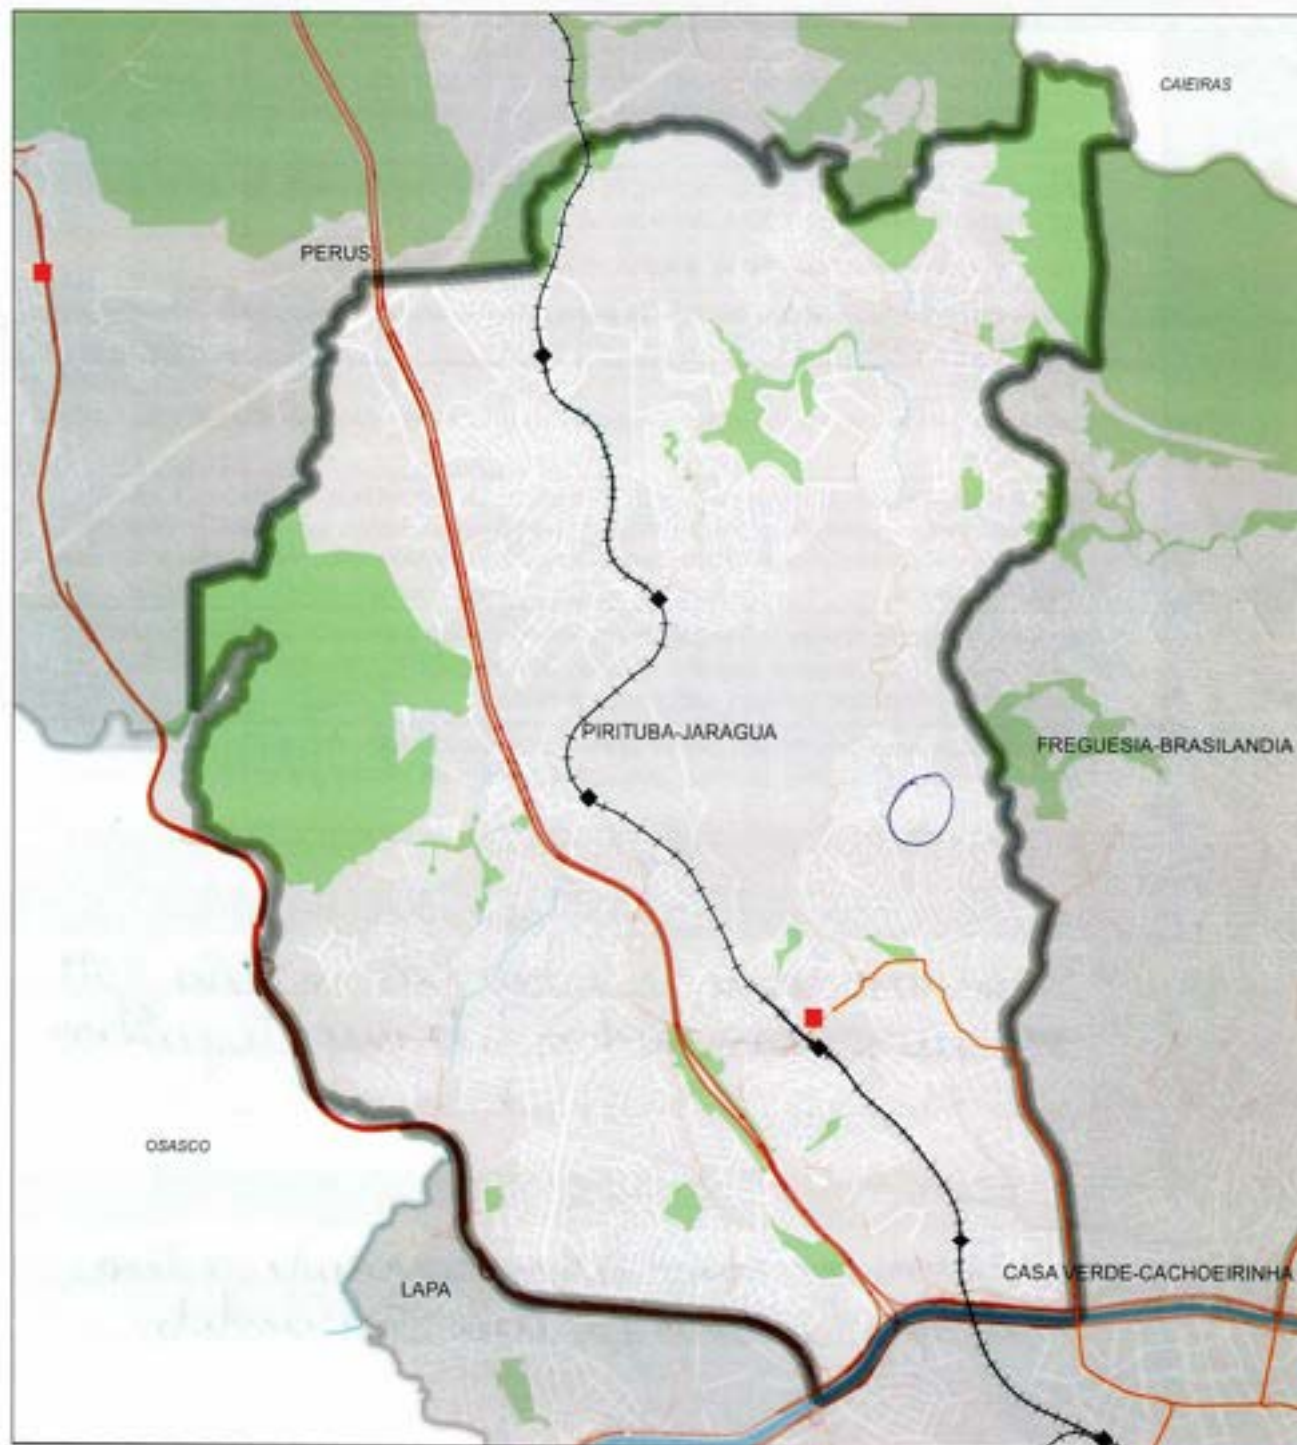 CAIEIRAS
PERUS
PIRITUBA-JARAGUA
FREGUESIA-BRASILANDIA
OSASCO
CASA VERDE-CACHOEIRINHA
LAPA